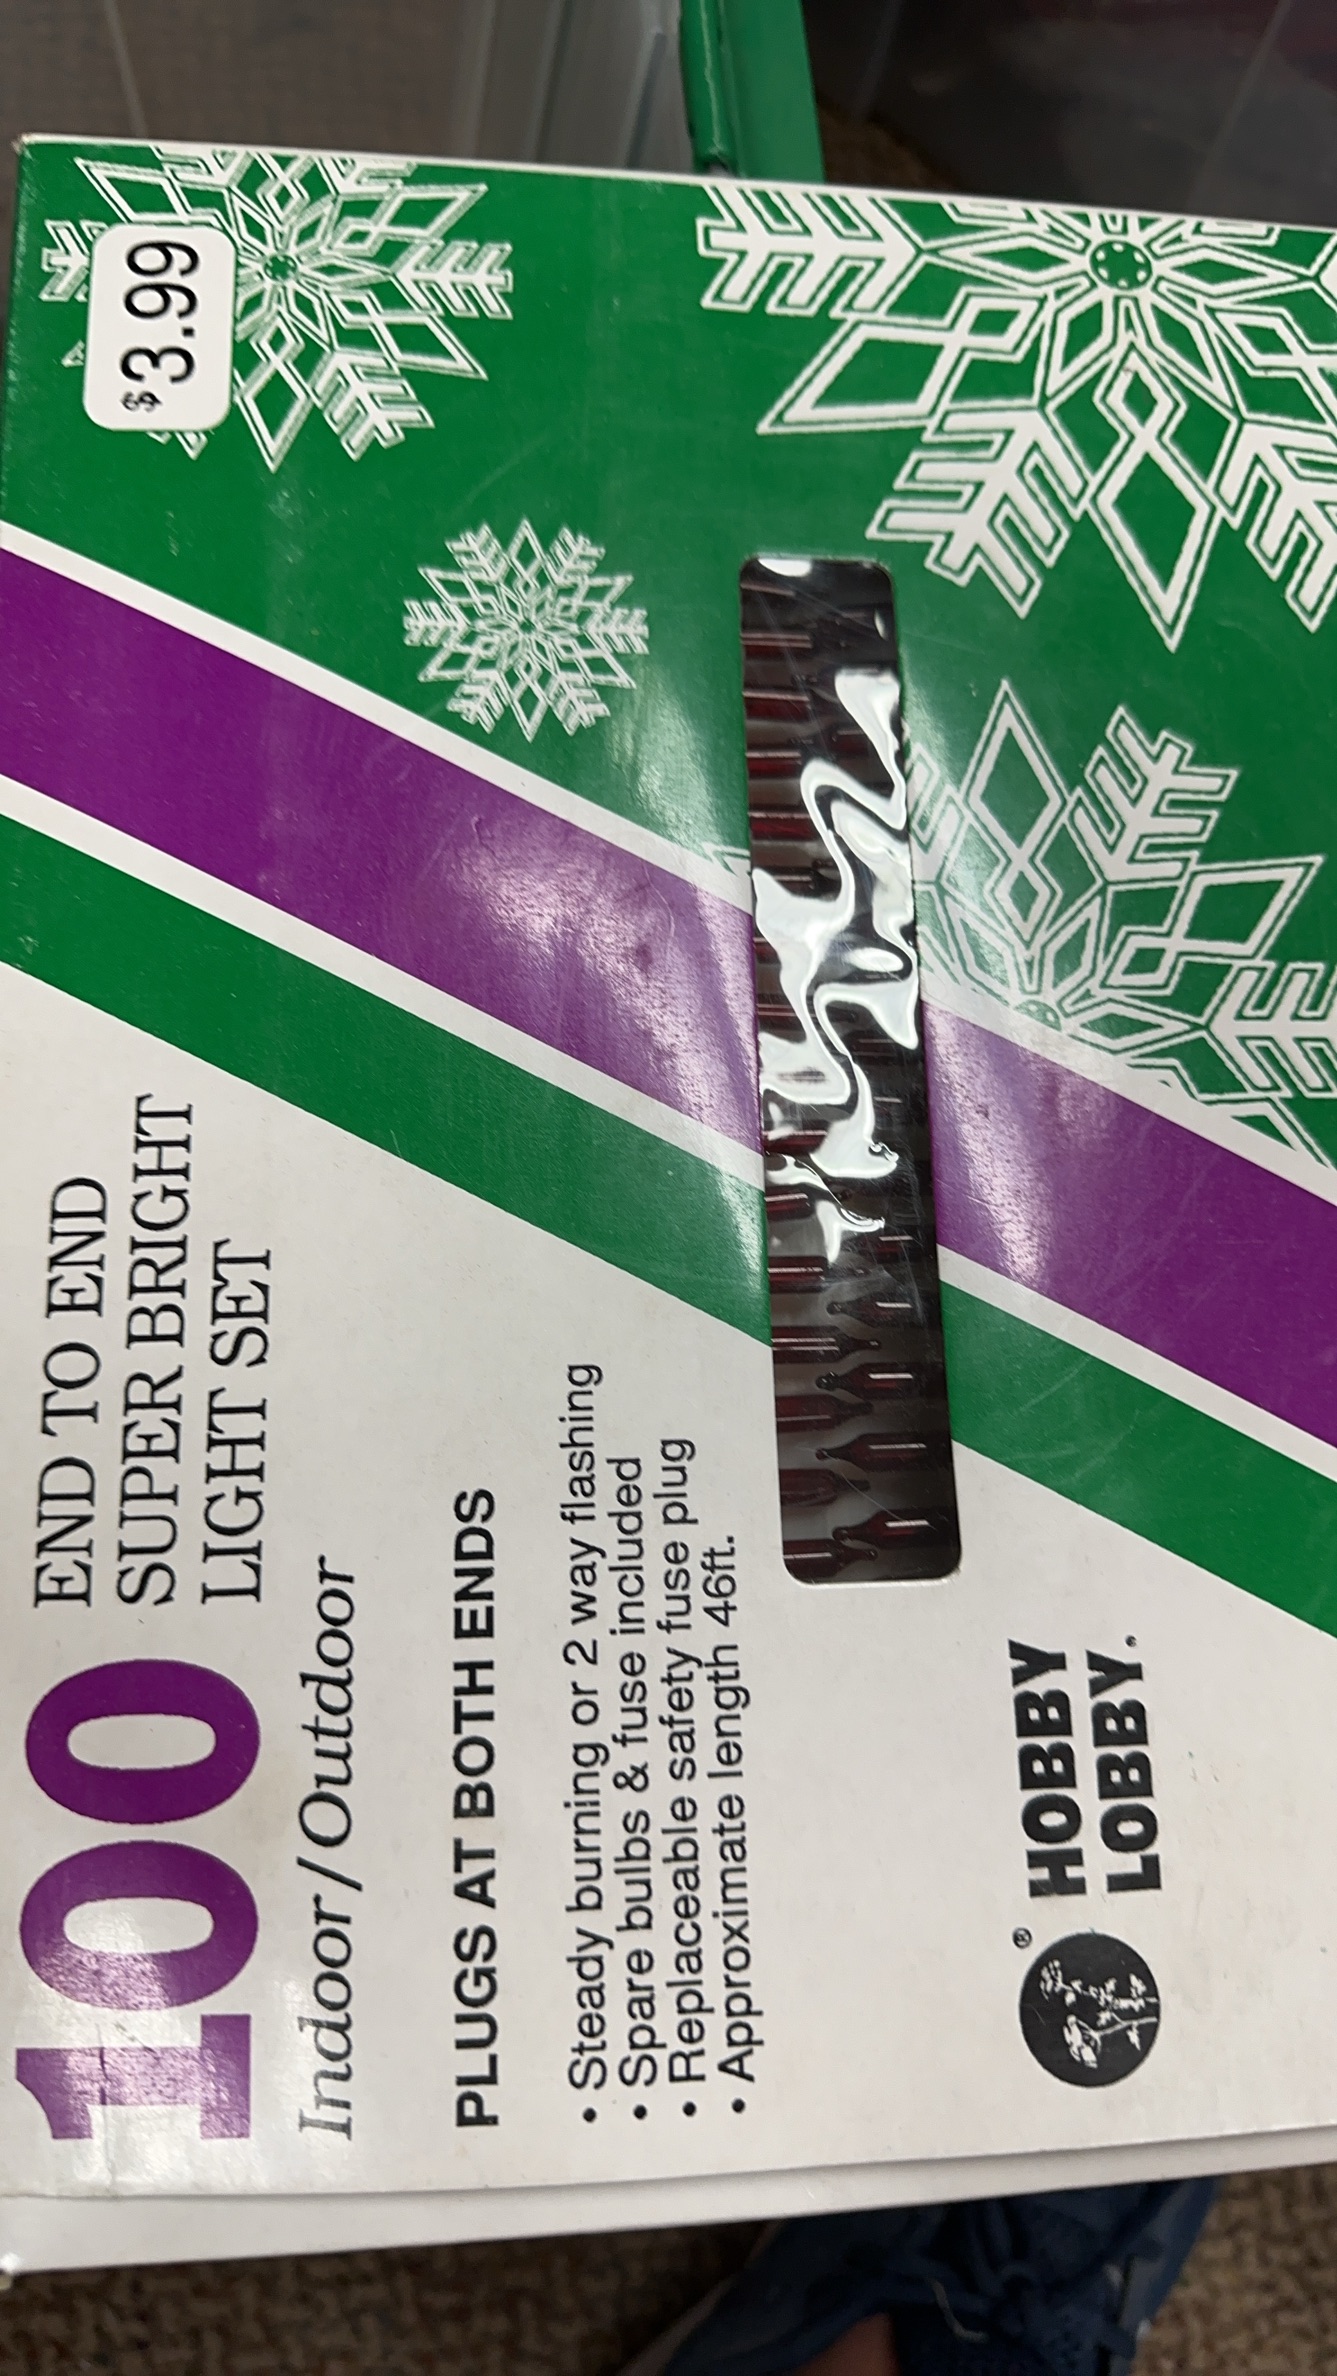 100
END TO END
SUPER BRIGHT
LIGHT SET
Indoor/Outdoor
PLUGS AT BOTH ENDS
• Steady burning or 2 way flashing
• Spare bulbs & fuse included
• Replaceable safety fuse plug
• Approximate length 46ft.
® HOBBY
LOBBY.
$3.99